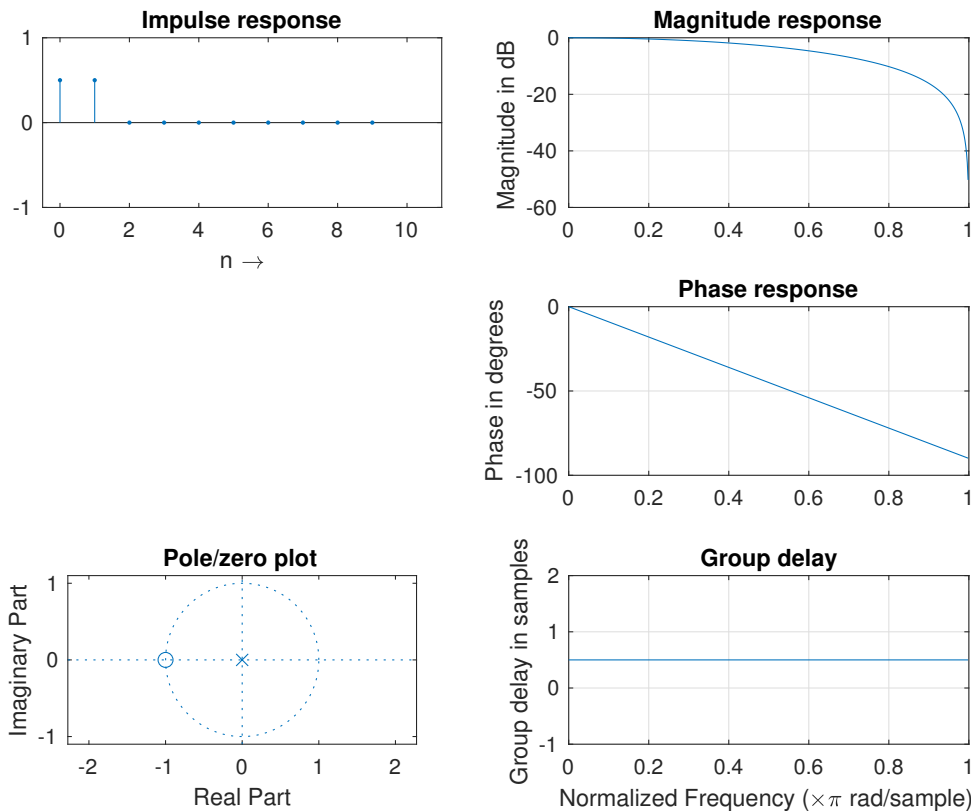 Impulse response
1
0
-1
0 2 4 6 8 10
n →
Magnitude response
Magnitude in dB
0
-20
-40
-60
0 0.2 0.4 0.6 0.8 1
Phase response
Phase in degrees
0
-50
-100
0 0.2 0.4 0.6 0.8 1
Pole/zero plot
Imaginary Part
1
0
-1
-2 -1 0 1 2
Real Part
Group delay
Group delay in samples
2
1
0
-1
0 0.2 0.4 0.6 0.8 1
Normalized Frequency (×π rad/sample)